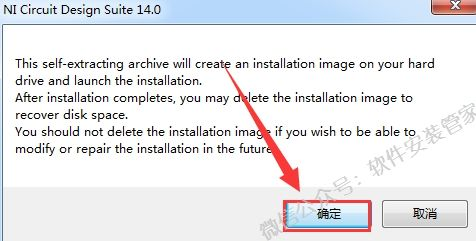 NI Circuit Design Suite 14.0
This self-extracting archive will create an installation image on your hard
drive and launch the installation.
After installation completes, you may delete the installation image to
recover disk space.
You should not delete the installation image if you wish to be able to
modify or repair the installation in the future.
确定
取消
微信公众号：软件安装管家